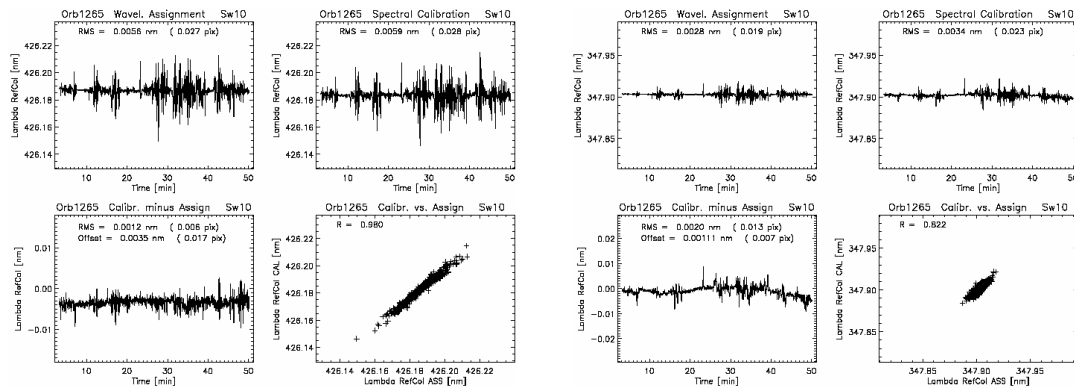 Orb1265 Wavel. Assignment Sw10
RMS = 0.0056 nm ( 0.027 pix)
Lambda RefCol [nm]
426.22
426.20
426.18
426.16
426.14
10 20 30 40 50
Time [min]
Orb1265 Spectral Calibration Sw10
RMS = 0.0059 nm ( 0.028 pix)
Lambda RefCol [nm]
426.22
426.20
426.18
426.16
426.14
10 20 30 40 50
Time [min]
Orb1265 Wavel. Assignment Sw10
RMS = 0.0028 nm ( 0.019 pix)
Lambda RefCol [nm]
347.95
347.90
347.85
10 20 30 40 50
Time [min]
Orb1265 Spectral Calibration Sw10
RMS = 0.0034 nm ( 0.023 pix)
Lambda RefCol [nm]
347.95
347.90
347.85
10 20 30 40 50
Time [min]
Orb1265 Calibr. minus Assign Sw10
RMS = 0.0012 nm ( 0.006 pix)
Offset = 0.0035 nm ( 0.017 pix)
Lambda RefCol [nm]
0.01
0.00
-0.01
10 20 30 40 50
Time [min]
Orb1265 Calibr. vs. Assign Sw10
R = 0.980
Lambda RefCol CAL [nm]
426.22
426.20
426.18
426.16
426.14
426.14 426.16 426.18 426.20 426.22
Lambda RefCol ASS [nm]
Orb1265 Calibr. minus Assign Sw10
RMS = 0.0020 nm ( 0.013 pix)
Offset = 0.00111 nm ( 0.007 pix)
Lambda RefCol [nm]
0.02
0.01
0.00
-0.01
-0.02
10 20 30 40 50
Time [min]
Orb1265 Calibr. vs. Assign Sw10
R = 0.822
Lambda RefCol CAL [nm]
347.95
347.90
347.85
347.85 347.90 347.95
Lambda RefCol ASS [nm]